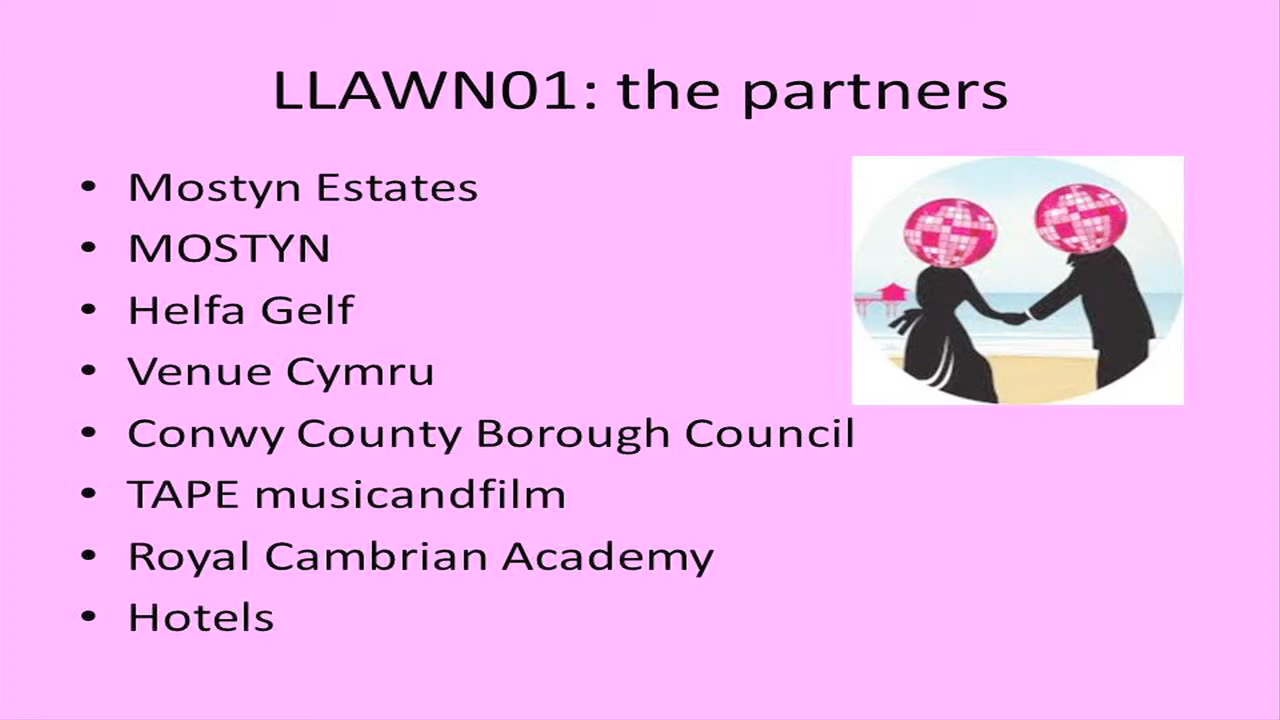 LLAWN01: the partners
• Mostyn Estates
• MOSTYN
• Helfa Gelf
• Venue Cymru
• Conwy County Borough Council
• TAPE musicandfilm
• Royal Cambrian Academy
• Hotels